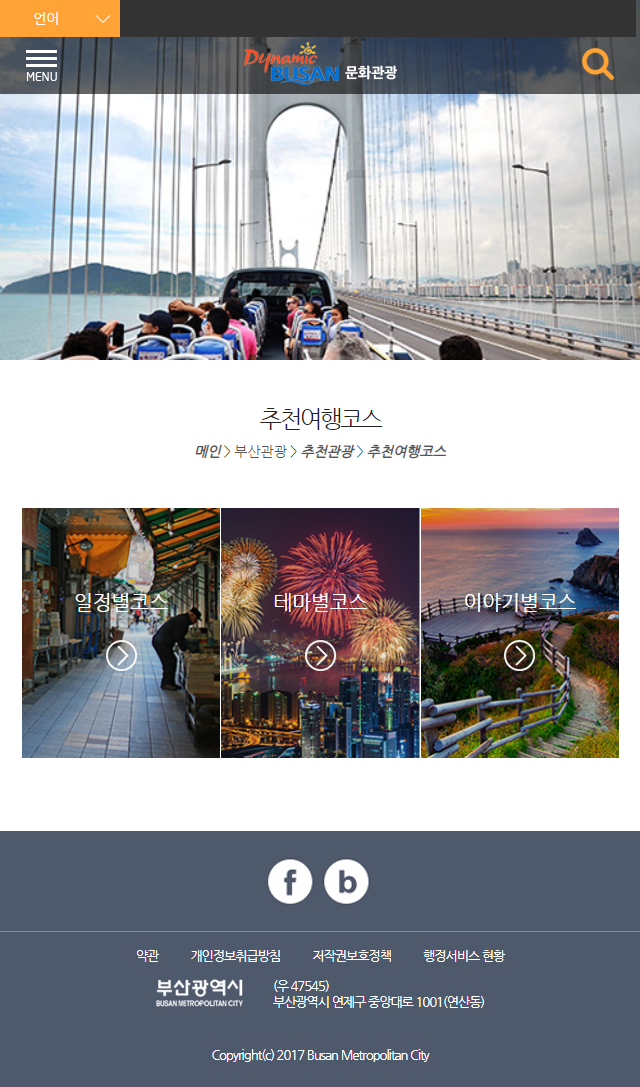 언어
MENU
Dynamic
BUSAN 문화관광
추천여행코스
메인 > 부산관광 > 추천관광 > 추천여행코스
일정별코스
테마별코스
이야기별코스
f b
약관 개인정보취급방침 저작권보호정책 행정서비스 현황
부산광역시
BUSAN METROPOLITAN CITY
(우 47545)
부산광역시 연제구 중앙대로 1001(연산동)
Copyright(c) 2017 Busan Metropolitan City